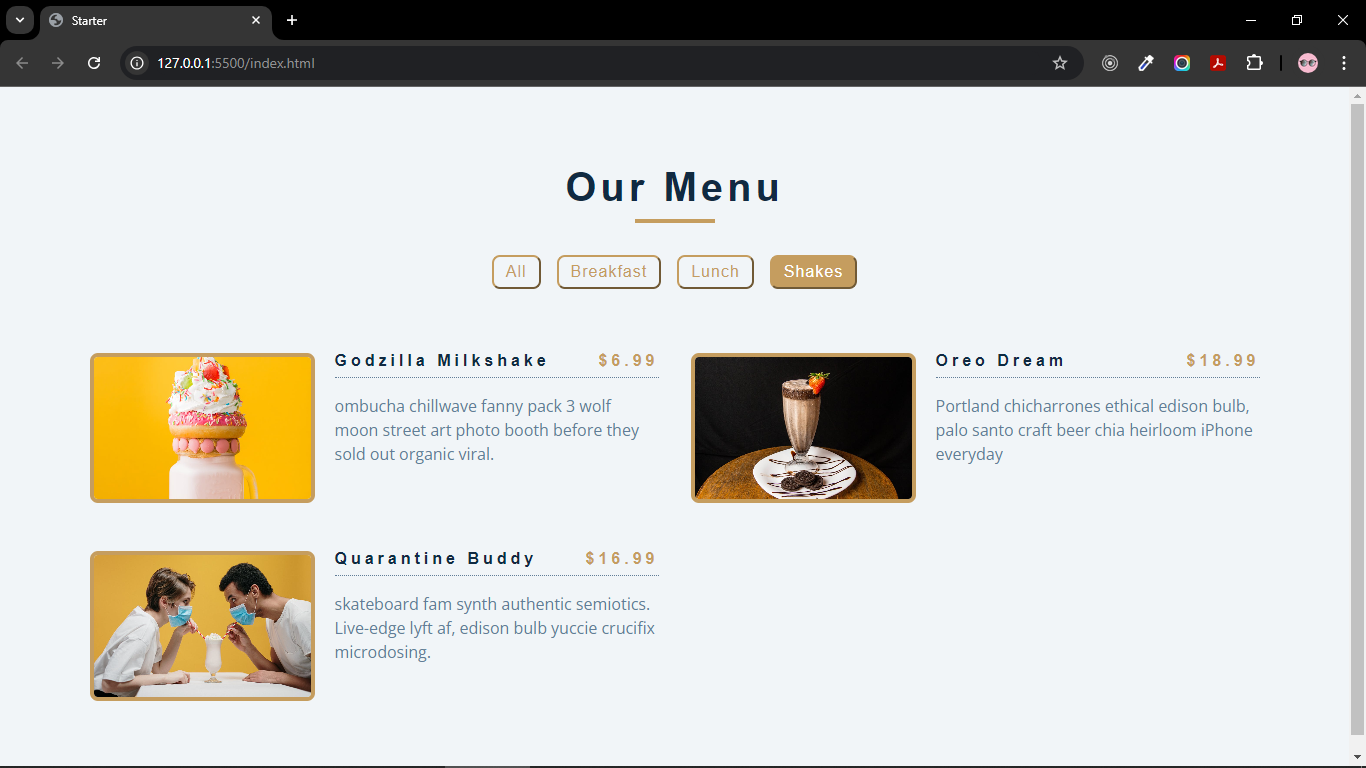 Starter
127.0.0.1:5500/index.html
Our Menu
All Breakfast Lunch Shakes
Godzilla Milkshake $6.99
ombucha chillwave fanny pack 3 wolf
moon street art photo booth before they
sold out organic viral.
Oreo Dream $18.99
Portland chicharrones ethical edison bulb,
palo santo craft beer chia heirloom iPhone
everyday
Quarantine Buddy $16.99
skateboard fam synth authentic semiotics.
Live-edge lyft af, edison bulb yuccie crucifix
microdosing.